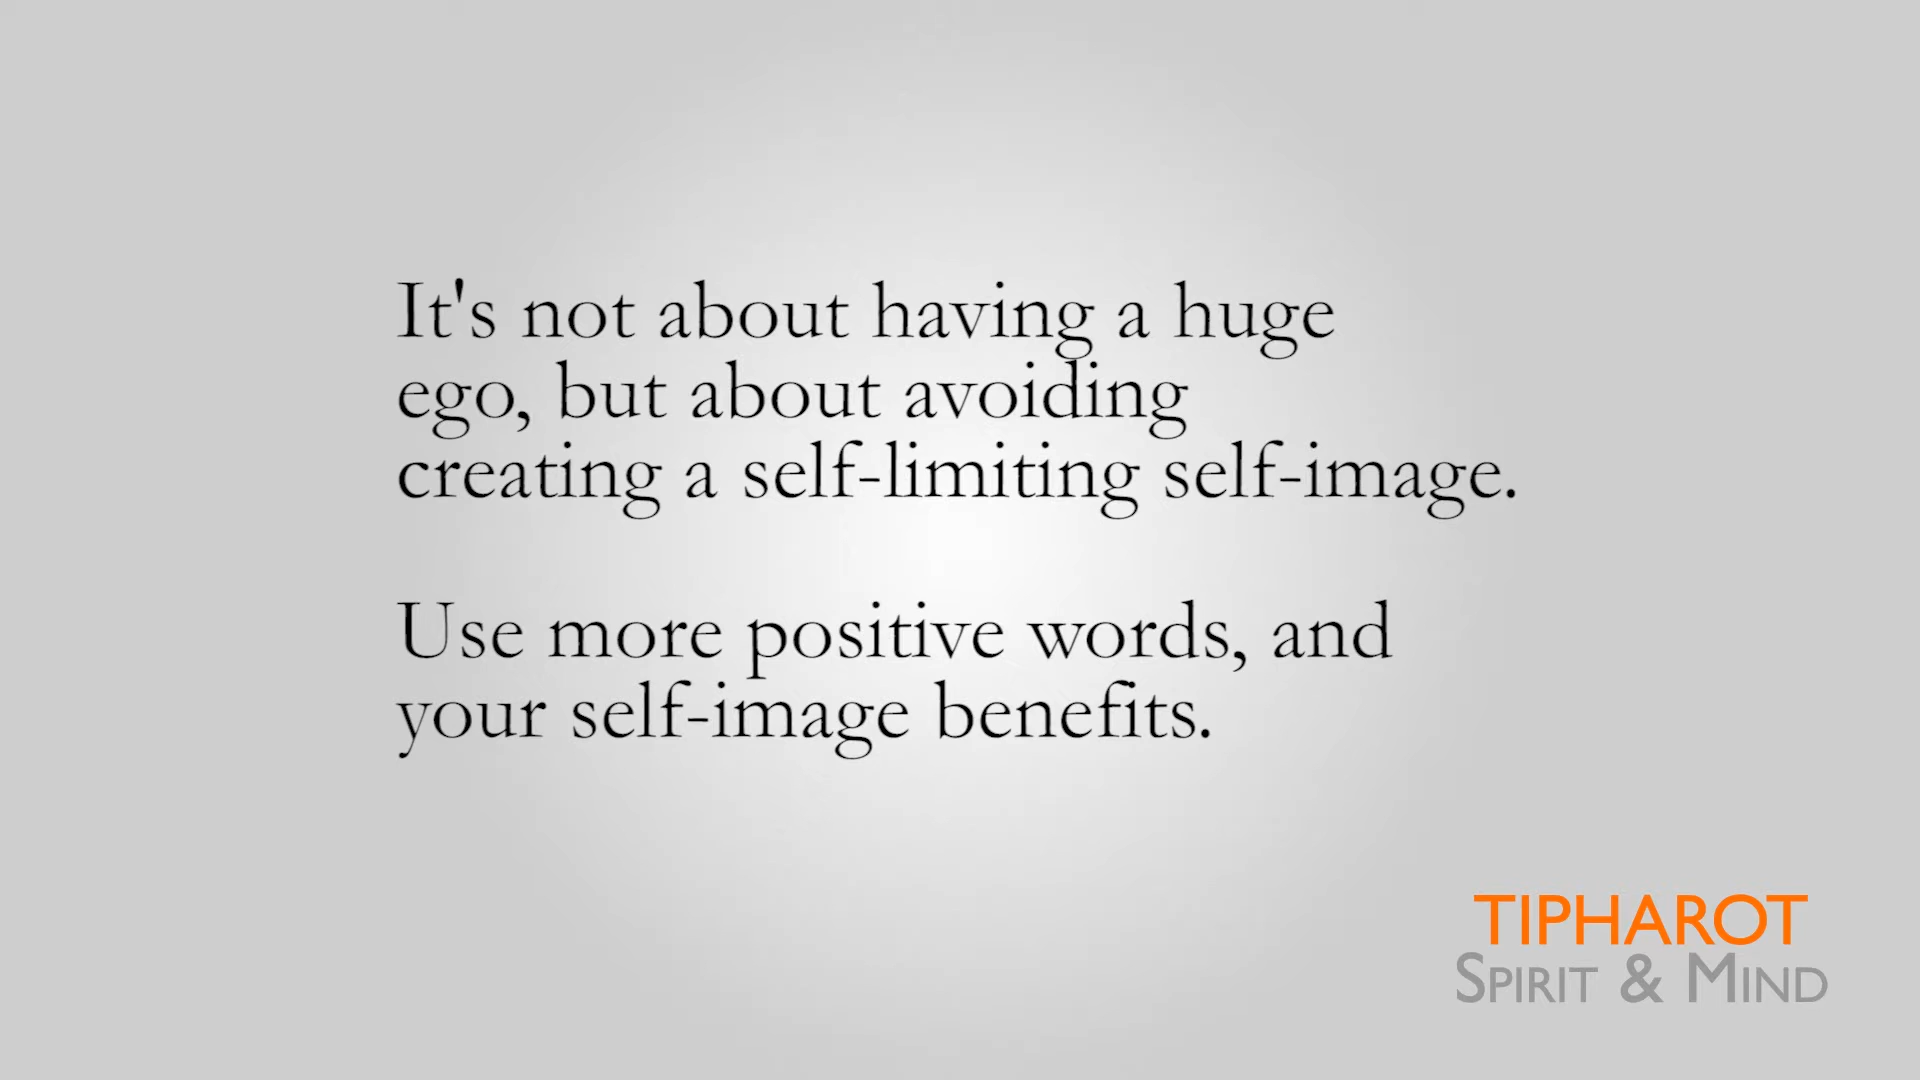 It's not about having a huge
ego, but about avoiding
creating a self-limiting self-image.
Use more positive words, and
your self-image benefits.
TIPHAROT
SPIRIT & MIND